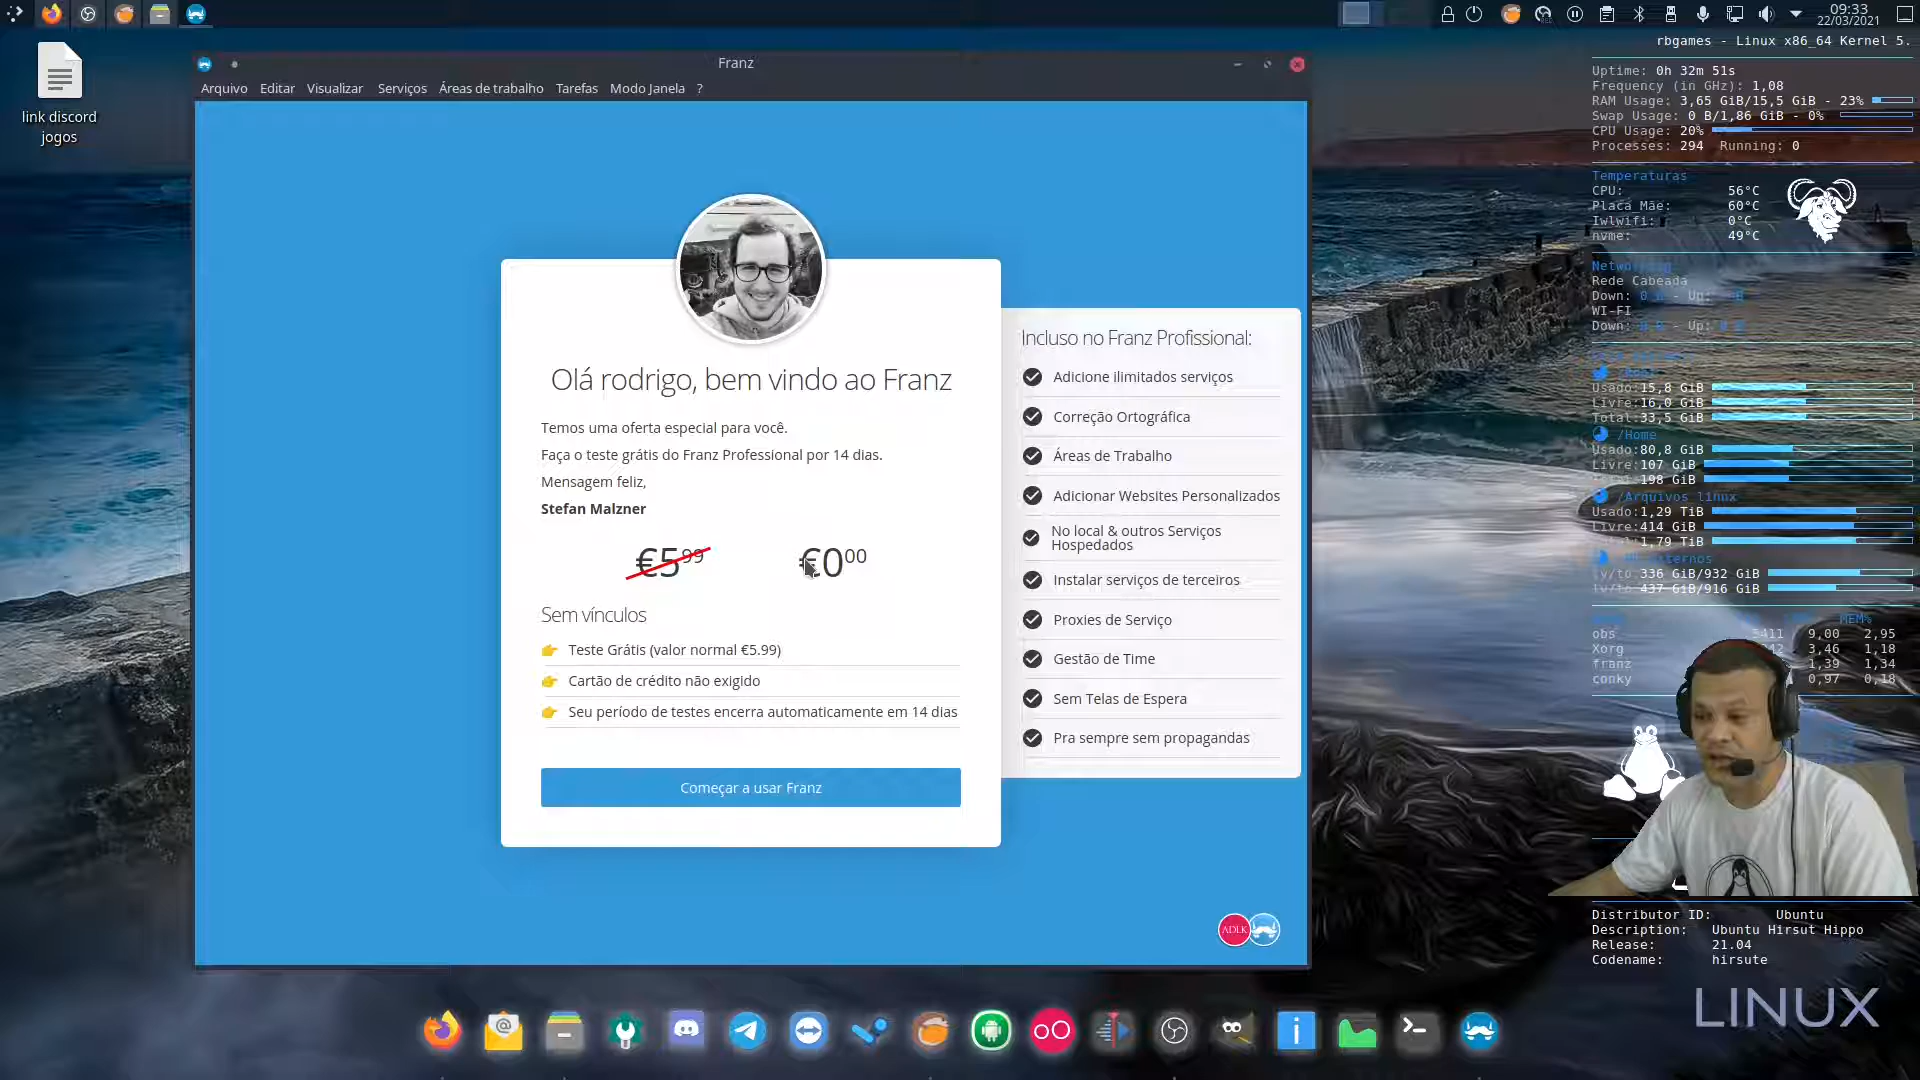 09:33
22/03/2021
rbgames - Linux x86_64 Kernel 5.
link discord
jogos
Franz
Arquivo Editar Visualizar Serviços Áreas de trabalho Tarefas Modo Janela ?
Olá rodrigo, bem vindo ao Franz
Temos uma oferta especial para você.
Faça o teste grátis do Franz Professional por 14 dias.
Mensagem feliz,
Stefan Malzner
€5 99 €0 00
Sem vínculos
Teste Grátis (valor normal €5.99)
Cartão de crédito não exigido
Seu período de testes encerra automaticamente em 14 dias
Começar a usar Franz
Incluso no Franz Profissional:
Adicione ilimitados serviços
Correção Ortográfica
Áreas de Trabalho
Adicionar Websites Personalizados
No local & outros Serviços
Hospedados
Instalar serviços de terceiros
Proxies de Serviço
Gestão de Time
Sem Telas de Espera
Pra sempre sem propagandas
ADLK
Uptime: 0h 32m 51s
Frequency (in GHz): 1,08
RAM Usage: 3,65 GiB/15,5 GiB - 23%
Swap Usage: 0 B/1,86 GiB - 0%
CPU Usage: 20%
Processes: 294 Running: 0
Temperaturas
CPU: 56°C
Placa Mãe: 60°C
Iwlwifi: 0°C
nvme: 49°C
Rede Cabeada
Down: - Up:
WI-FI
Down: - Up:
Usado:15,8 GiB
Livre:16,0 GiB
Total:33,5 GiB
/Home
Usado:80,8 GiB
Livre:107 GiB
198 GiB
/Arquivos linux
Usado:1,29 TiB
Livre:414 GiB
1,79 TiB
336 GiB/932 GiB
437 GiB/916 GiB
MEM%
obs 5411 9,00 2,95
Xorg 3,46 1,18
franz 1,39 1,34
conky 0,97 0,18
Distributor ID: Ubuntu
Description: Ubuntu Hirsut Hippo
Release: 21.04
Codename: hirsute
LINUX